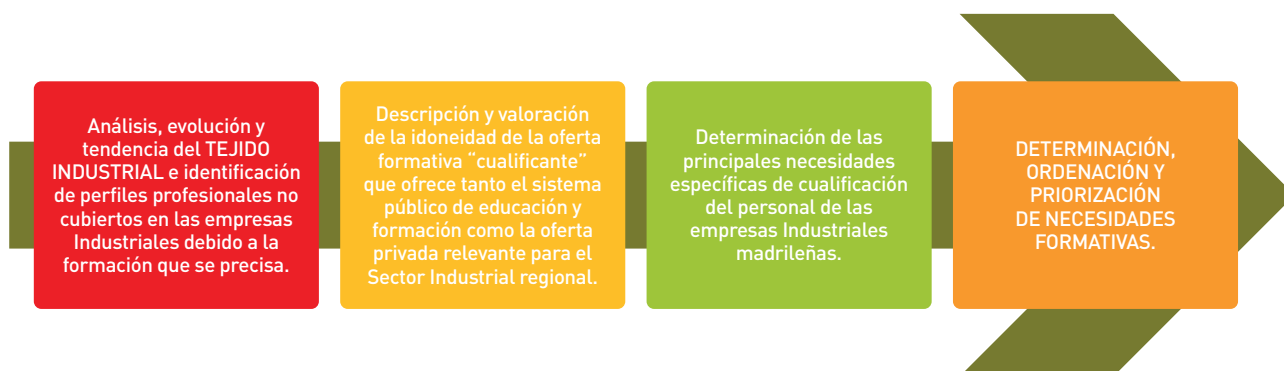 Análisis, evolución y
tendencia del TEJIDO
INDUSTRIAL e identificación
de perfiles profesionales no
cubiertos en las empresas
Industriales debido a la
formación que se precisa.
Descripción y valoración
de la idoneidad de la oferta
formativa “cualificante”
que ofrece tanto el sistema
público de educación y
formación como la oferta
privada relevante para el
Sector Industrial regional.
Determinación de las
principales necesidades
específicas de cualificación
del personal de las
empresas Industriales
madrileñas.
DETERMINACIÓN,
ORDENACIÓN Y
PRIORIZACIÓN
DE NECESIDADES
FORMATIVAS.